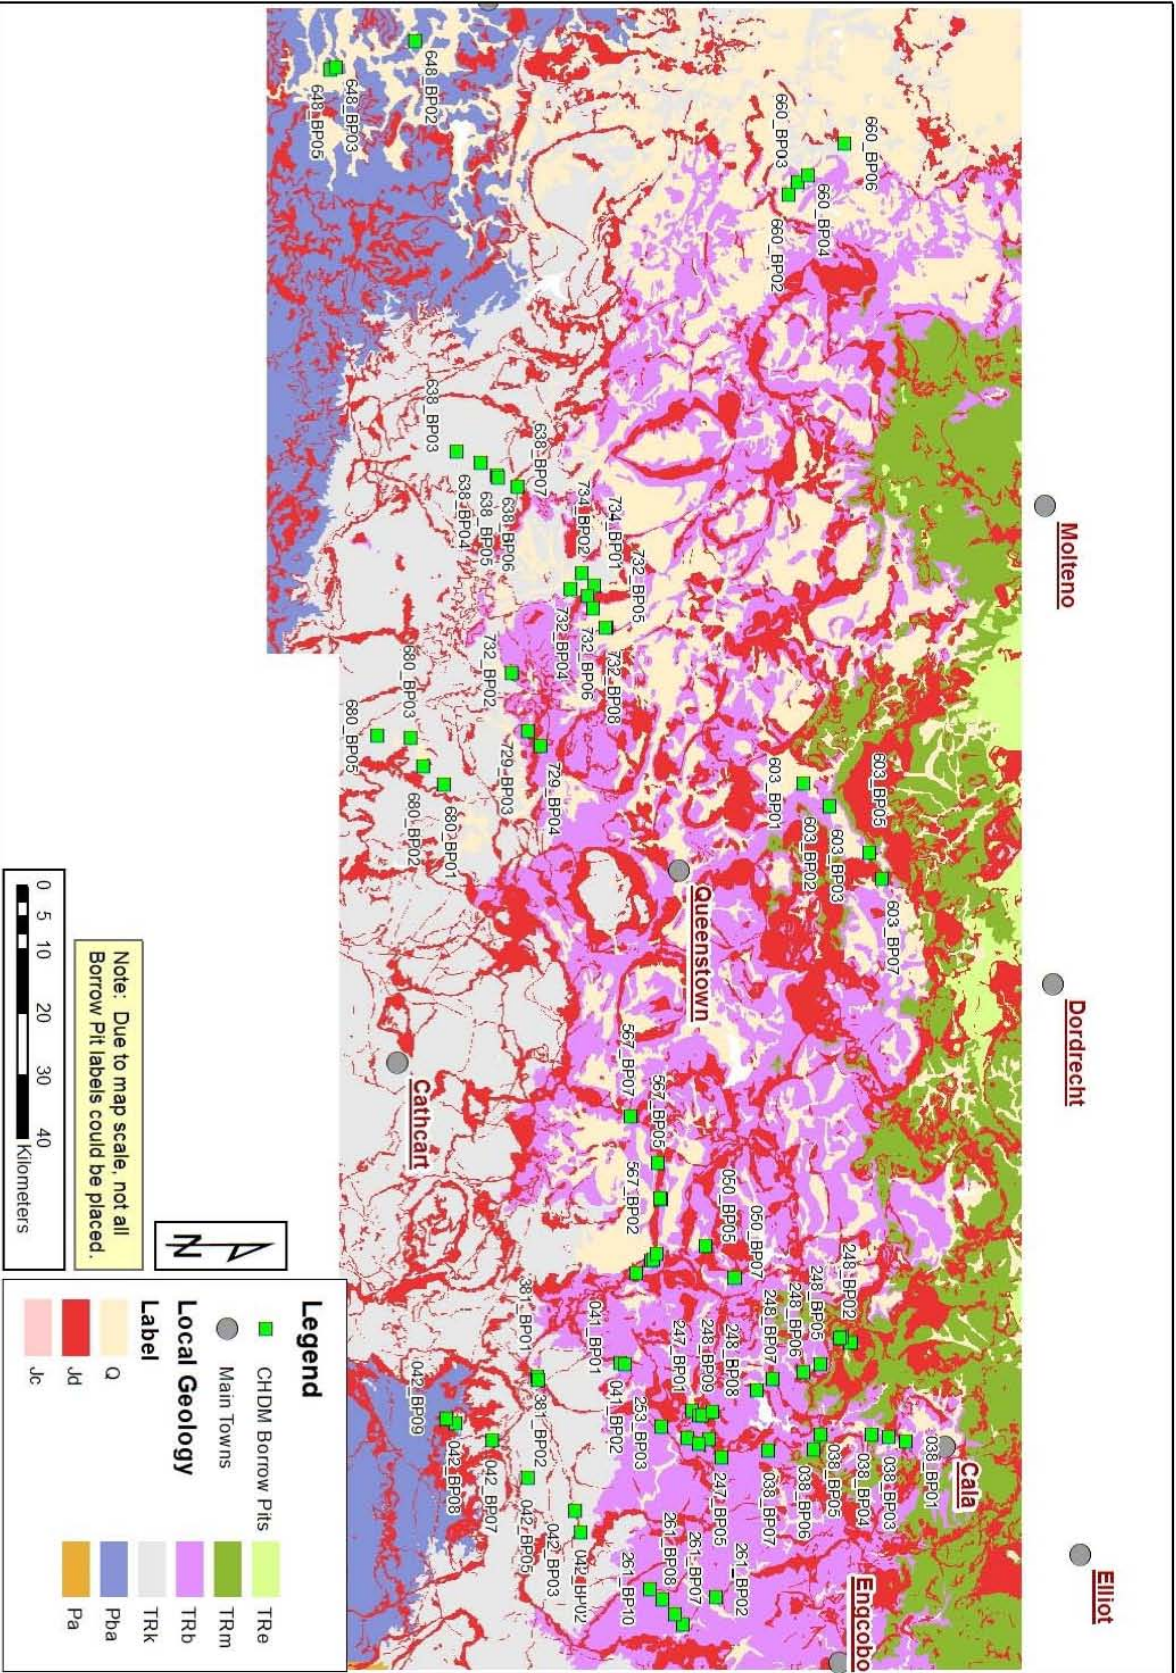 Molteno
Dordrecht
Elliot
Queenstown
Cala
Engcobo
Cathcart
648_BP02
648_BP03
648_BP05
660_BP06
660_BP03
660_BP04
660_BP02
638_BP03
638_BP04
638_BP05
638_BP06
638_BP07
734_BP02
734_BP01
732_BP05
732_BP04
732_BP06
732_BP08
732_BP02
729_BP03
729_BP04
680_BP03
680_BP05
680_BP02
680_BP01
603_BP01
603_BP02
603_BP03
603_BP05
603_BP07
567_BP07
567_BP05
567_BP02
050_BP05
050_BP07
248_BP02
248_BP05
248_BP06
248_BP07
248_BP08
248_BP09
247_BP01
041_BP01
041_BP02
253_BP03
381_BP01
381_BP02
247_BP05
038_BP01
038_BP03
038_BP04
038_BP05
038_BP06
038_BP07
042_BP09
042_BP08
042_BP07
042_BP05
042_BP03
042_BP02
261_BP02
261_BP07
261_BP08
261_BP10
N
Note: Due to map scale, not all
Borrow Pit labels could be placed.
0 5 10 20 30 40
Kilometers
Legend
CHDM Borrow Pits
Main Towns
Local Geology
Label
Q
Jd
Jc
TRe
TRm
TRb
TRk
Pba
Pa